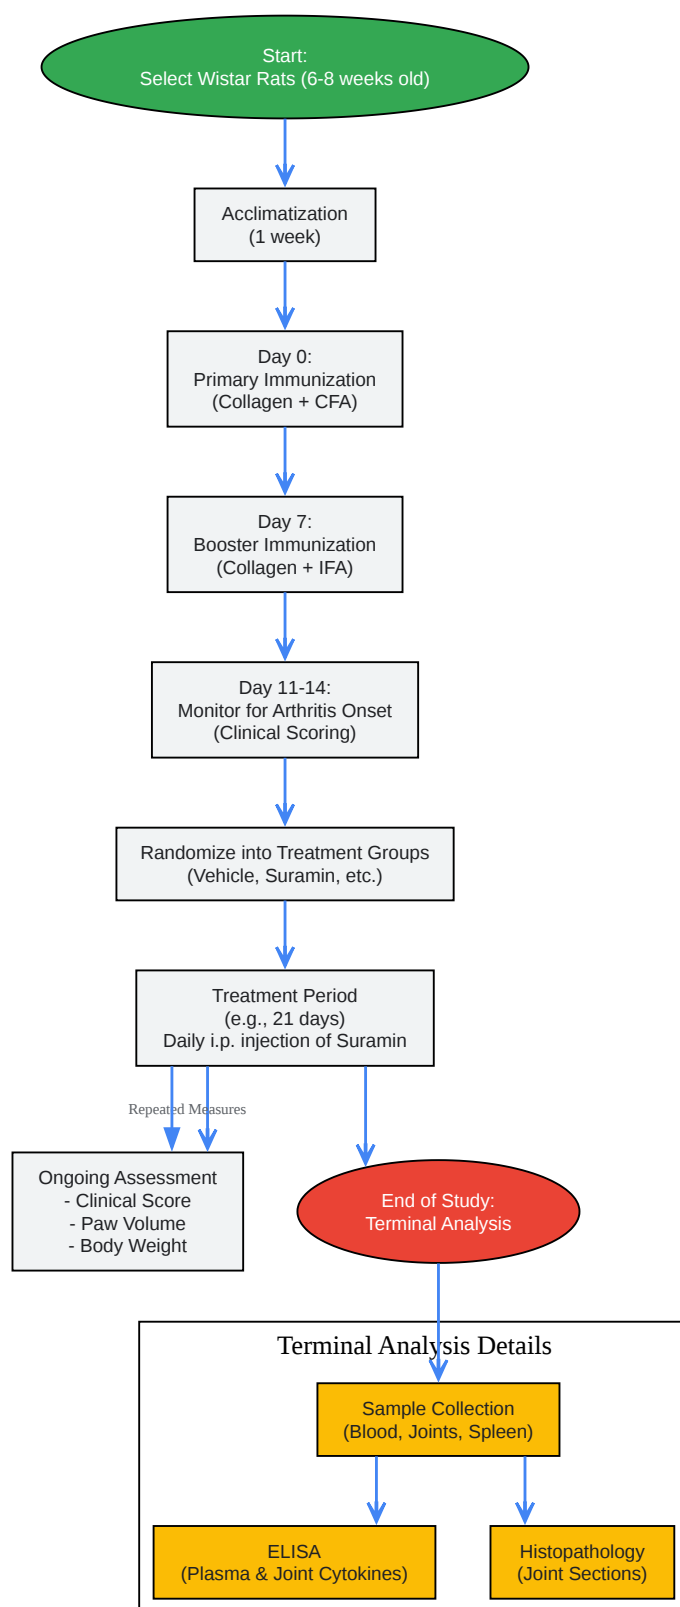 Start:
Select Wistar Rats (6-8 weeks old)
Acclimatization
(1 week)
Day 0:
Primary Immunization
(Collagen + CFA)
Day 7:
Booster Immunization
(Collagen + IFA)
Day 11-14:
Monitor for Arthritis Onset
(Clinical Scoring)
Randomize into Treatment Groups
(Vehicle, Suramin, etc.)
Treatment Period
(e.g., 21 days)
Daily i.p. injection of Suramin
Repeated Measures
Ongoing Assessment
- Clinical Score
- Paw Volume
- Body Weight
End of Study:
Terminal Analysis
Terminal Analysis Details
Sample Collection
(Blood, Joints, Spleen)
ELISA
(Plasma & Joint Cytokines)
Histopathology
(Joint Sections)